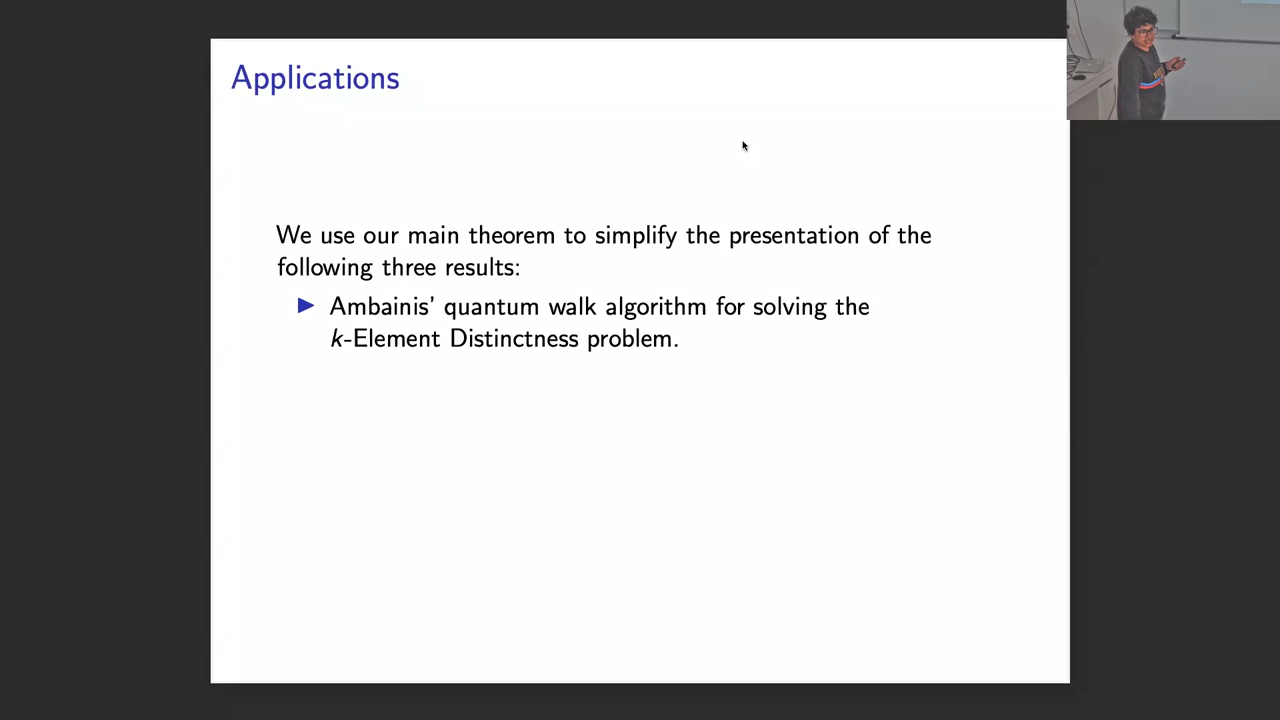 Applications
We use our main theorem to simplify the presentation of the
following three results:
▶ Ambainis' quantum walk algorithm for solving the
k-Element Distinctness problem.